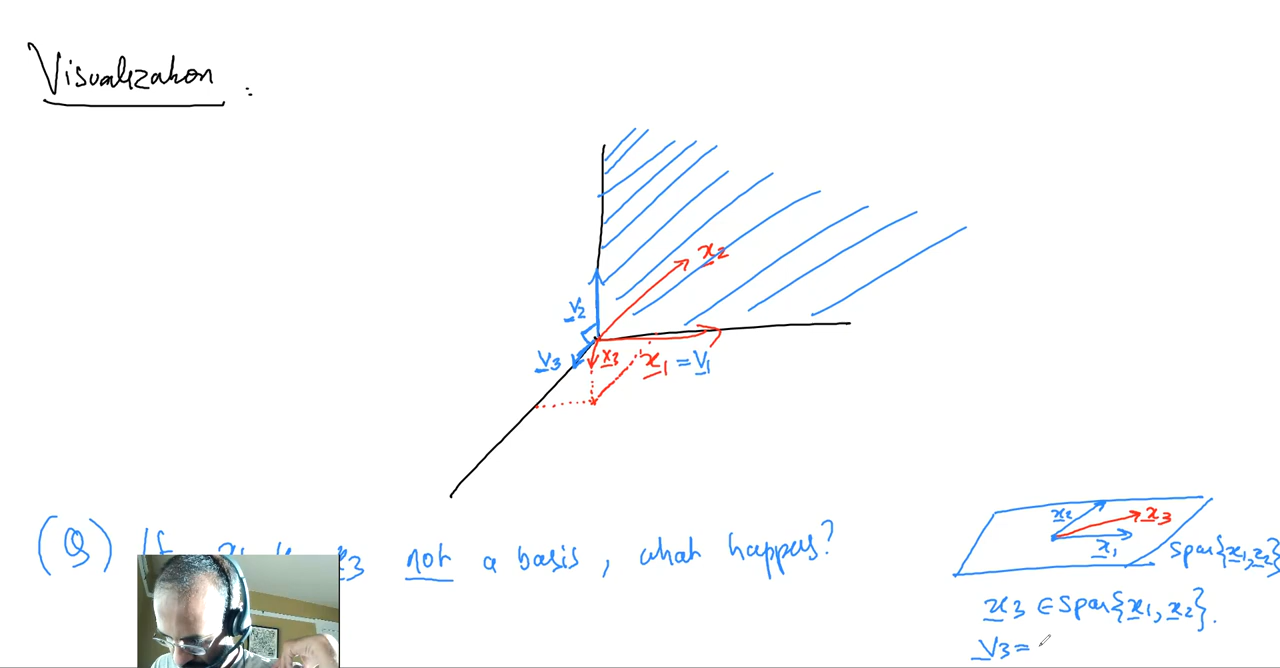 Visualization :
x2
v2
v3
x3
x1 = v1
(Q) If x3 not a basis, what happens?
x2
x3
x1
Span{x1, x2}
x3 ∈ Span{x1, x2}.
v3 =